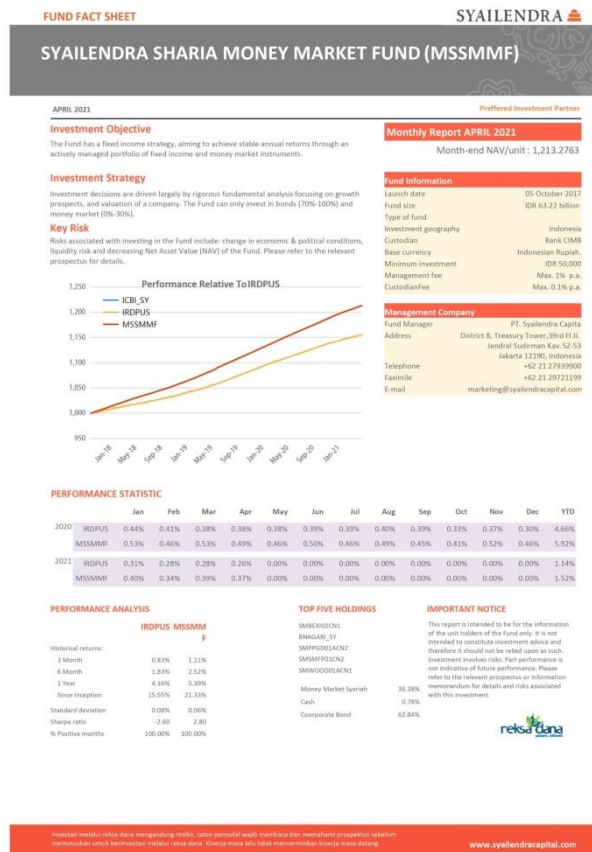 FUND FACT SHEET
SYAILENDRA
SYAILENDRA SHARIA MONEY MARKET FUND (MSSMMF)
APRIL 2021
Preffered Investment Partner
Investment Objective
The Fund has a fixed income strategy, aiming to achieve stable annual returns through an
actively managed portfolio of fixed income and money market instruments.
Investment Strategy
Investment decisions are driven largely by rigorous fundamental analysis focusing on growth
prospects, and valuation of a company. The Fund can only invest in bonds (70%-100%) and
money market (0%-30%).
Key Risk
Risks associated with investing in the Fund include: change in economic & political conditions,
liquidity risk and decreasing Net Asset Value (NAV) of the Fund. Please refer to the relevant
prospectus for details.
Monthly Report APRIL 2021
Month-end NAV/unit : 1,213.2763
Fund Information
Launch date 05 October 2017
Fund size IDR 63.22 billion
Type of fund
Investment geography Indonesia
Custodian Bank CIMB
Base currency Indonesian Rupiah.
Minimum investment IDR 50,000
Management fee Max. 1% p.a.
CustodianFee Max. 0.1% p.a.
Management Company
Fund Manager PT. Syailendra Capita
Address District 8, Treasury Tower,39rd Fl.Jl.
Jendral Sudirman Kav. 52-53
Jakarta 12190, Indonesia
Telephone +62 21 27939900
Faximile +62 21 29721199
E-mail marketing@syailendracapital.com
Performance Relative To IRDPUS
ICBI_SY
IRDPUS
MSSMMF
1,250
1,200
1,150
1,100
1,050
1,000
950
Jan-18 May-18 Sep-18 Jan-19 May-19 Sep-19 Jan-20 May-20 Sep-20 Jan-21
PERFORMANCE STATISTIC
Jan Feb Mar Apr May Jun Jul Aug Sep Oct Nov Dec YTD
2020 IRDPUS 0.44% 0.41% 0.38% 0.38% 0.38% 0.39% 0.39% 0.40% 0.39% 0.33% 0.37% 0.30% 4.66%
MSSMMF 0.53% 0.46% 0.53% 0.49% 0.46% 0.50% 0.46% 0.49% 0.45% 0.41% 0.52% 0.46% 5.92%
2021 IRDPUS 0.31% 0.28% 0.28% 0.26% 0.00% 0.00% 0.00% 0.00% 0.00% 0.00% 0.00% 0.00% 1.14%
MSSMMF 0.40% 0.34% 0.39% 0.37% 0.00% 0.00% 0.00% 0.00% 0.00% 0.00% 0.00% 0.00% 1.52%
PERFORMANCE ANALYSIS
IRDPUS MSSMM
F
Historical returns:
3 Month 0.83% 1.11%
6 Month 1.83% 2.52%
1 Year 4.16% 5.39%
Since Inception 15.55% 21.33%
Standard deviation 0.08% 0.06%
Sharpe ratio -2.60 2.80
% Positive months 100.00% 100.00%
TOP FIVE HOLDINGS
SMBEXI02CN1
BNAGARI_SY
SMPPGD01ACN2
SMSMFP01CN2
SMWOOD01ACN1
Money Market Syariah 36.38%
Cash 0.78%
Coorporate Bond 62.84%
IMPORTANT NOTICE
This report is intended to be for the information
of the unit holders of the Fund only. It is not
intended to constitute investment advice and
therefore it should not be relied upon as such.
Investment involves risks. Part performance is
not indicative of future performance. Please
refer to the relevant prospectus or Information
memorandum for details and risks associated
with this investment.
reksa dana
Investasi melalui reksa dana mengandung resiko, calon pemodal wajib membaca dan memahami prospektus sebelum
memutuskan untuk berinvestasi melalui reksa dana. Kinerja masa lalu tidak mencerminkan kinerja masa datang.
www.syailendracapital.com